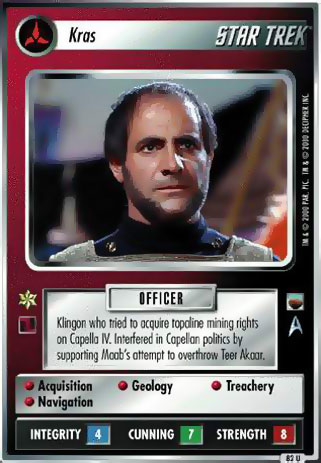 Kras
STAR TREK
TM & © 2000 PAR. PIC. TM & © 2000 DECIPHER INC.
OFFICER
Klingon who tried to acquire topaline mining rights
on Capella IV. Interfered in Capellan politics by
supporting Maab's attempt to overthrow Teer Akaar.
Acquisition Geology Treachery
Navigation
INTEGRITY 4 CUNNING 7 STRENGTH 8
82 U